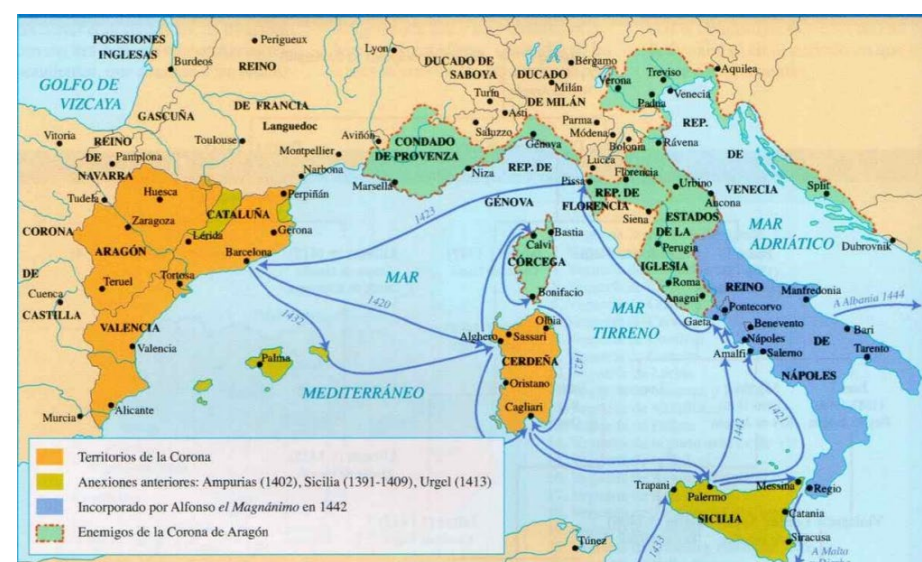 POSESIONES
INGLESAS
Perigueux
Burdeos
REINO
GOLFO DE
VIZCAYA
GASCUÑA
DE FRANCIA
Languedoc
Toulouse
Montpellier
Narbona
Aviñón
Lyon
DUCADO DE
SABOYA
Turín
Asti
Saluzzo
DUCADO
Milán
DE MILÁN
Bérgamo
Parma
Módena
Bolonia
Verona
Treviso
Padua
Venecia
Aquilea
REP.
DE
VENECIA
Rávena
Split
Dubrovnik
Vitoria
REINO
DE
NAVARRA
Pamplona
Tudela
CORONA
DE
CASTILLA
Cuenca
Murcia
Huesca
Zaragoza
ARAGÓN
Teruel
CATALUÑA
Lérida
Perpiñán
Gerona
Barcelona
Tortosa
VALENCIA
Valencia
Alicante
CONDADO
DE PROVENZA
Marsella
Niza
Génova
REP. DE
GÉNOVA
Lucca
Pissa
Florencia
REP. DE
FLORENCIA
Siena
Urbino
Ancona
ESTADOS
DE LA
IGLESIA
Perugia
Roma
Anagni
MAR
ADRIÁTICO
Bastia
Calvi
CÓRCEGA
Bonifacio
MAR
TIRRENO
MAR
MEDITERRÁNEO
Palma
Olbia
Alghero
Sassari
CERDEÑA
Oristano
Cagliari
REINO
DE
NÁPOLES
Pontecorvo
Gaeta
Benevento
Nápoles
Amalfi
Salerno
Manfredonia
Bari
Tarento
A Albania 1444
1423
1420
1432
1421
1442
1421
1433
Trapani
Palermo
Messina
Regio
SICILIA
Catania
Siracusa
A Malta
Túnez
Territorios de la Corona
Anexiones anteriores: Ampurias (1402), Sicilia (1391-1409), Urgel (1413)
Incorporado por Alfonso el Magnánimo en 1442
Enemigos de la Corona de Aragón